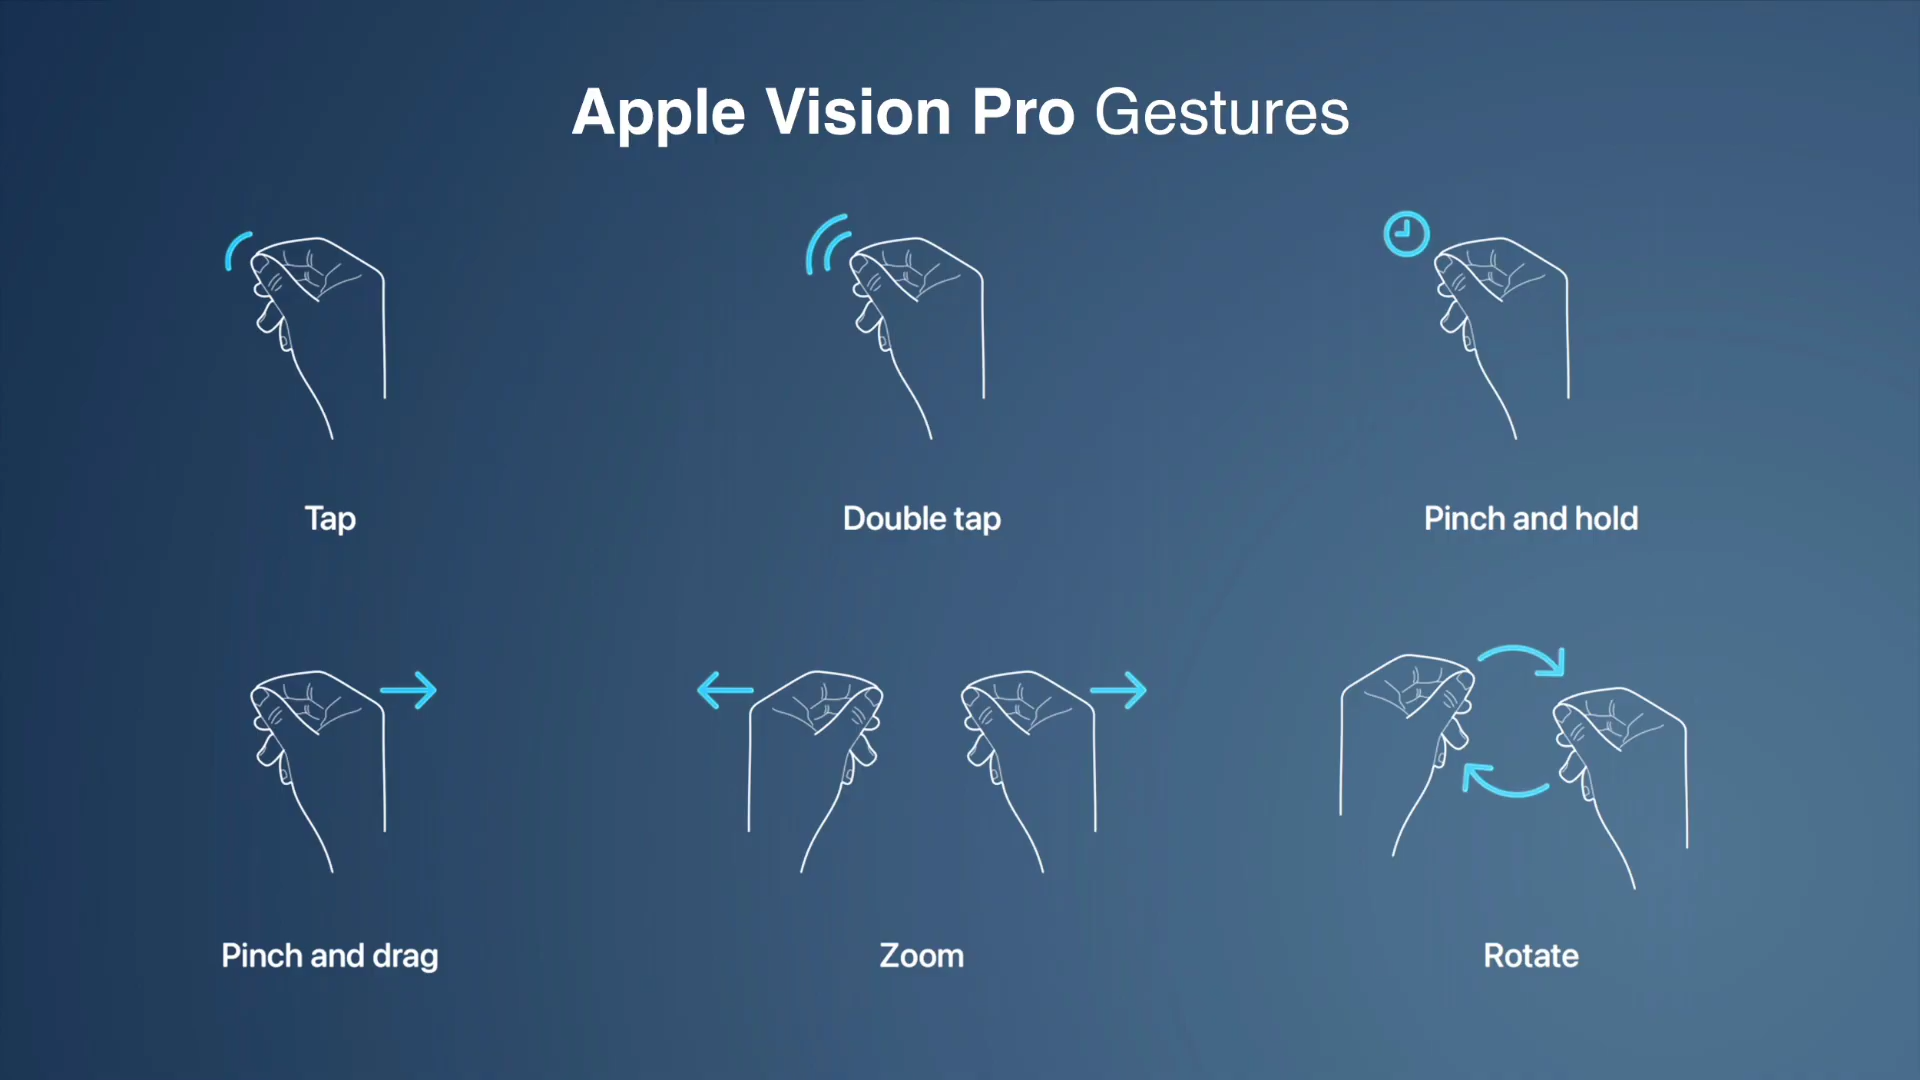 Apple Vision Pro Gestures
Tap
Double tap
Pinch and hold
Pinch and drag
Zoom
Rotate